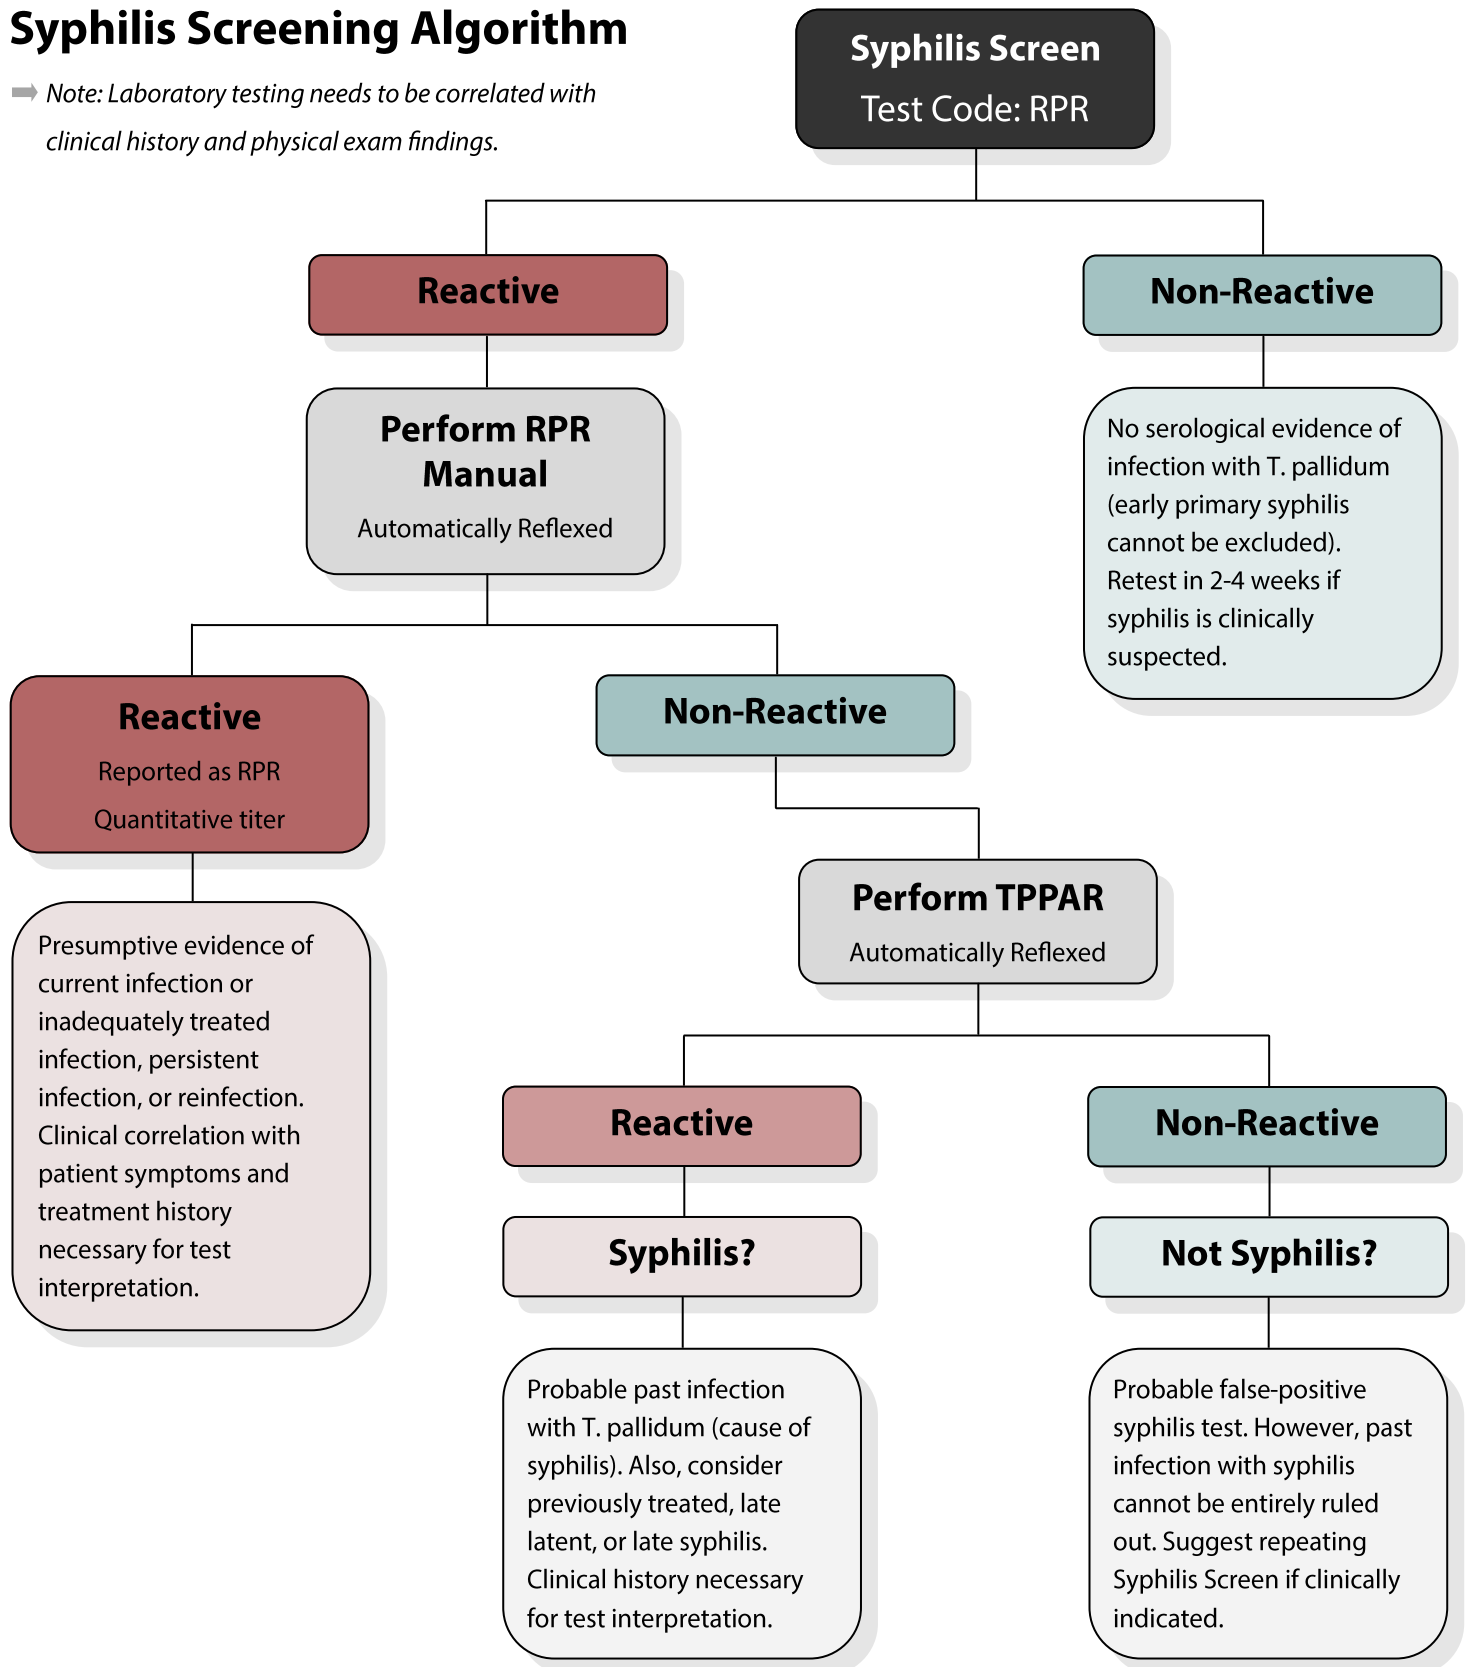 Syphilis Screening Algorithm
Note: Laboratory testing needs to be correlated with
clinical history and physical exam findings.
Syphilis Screen
Test Code: RPR
Reactive
Non-Reactive
Perform RPR
Manual
Automatically Reflexed
No serological evidence of
infection with T. pallidum
(early primary syphilis
cannot be excluded).
Retest in 2-4 weeks if
syphilis is clinically
suspected.
Reactive
Reported as RPR
Quantitative titer
Non-Reactive
Perform TPPAR
Automatically Reflexed
Presumptive evidence of
current infection or
inadequately treated
infection, persistent
infection, or reinfection.
Clinical correlation with
patient symptoms and
treatment history
necessary for test
interpretation.
Reactive
Non-Reactive
Syphilis?
Not Syphilis?
Probable past infection
with T. pallidum (cause of
syphilis). Also, consider
previously treated, late
latent, or late syphilis.
Clinical history necessary
for test interpretation.
Probable false-positive
syphilis test. However, past
infection with syphilis
cannot be entirely ruled
out. Suggest repeating
Syphilis Screen if clinically
indicated.